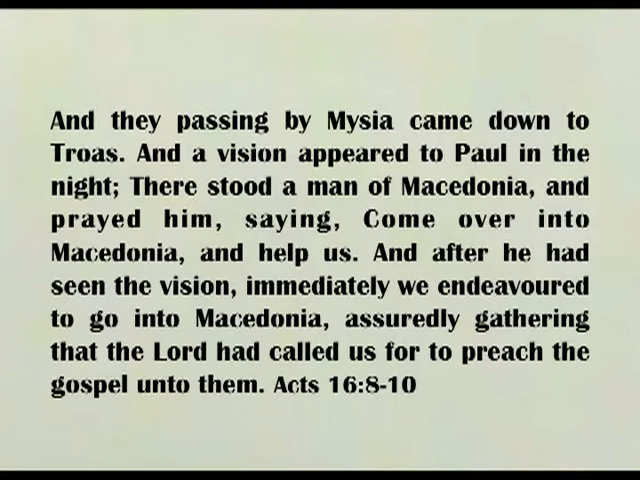 And they passing by Mysia came down to
Troas. And a vision appeared to Paul in the
night; There stood a man of Macedonia, and
prayed him, saying, Come over into
Macedonia, and help us. And after he had
seen the vision, immediately we endeavoured
to go into Macedonia, assuredly gathering
that the Lord had called us for to preach the
gospel unto them. Acts 16:8-10